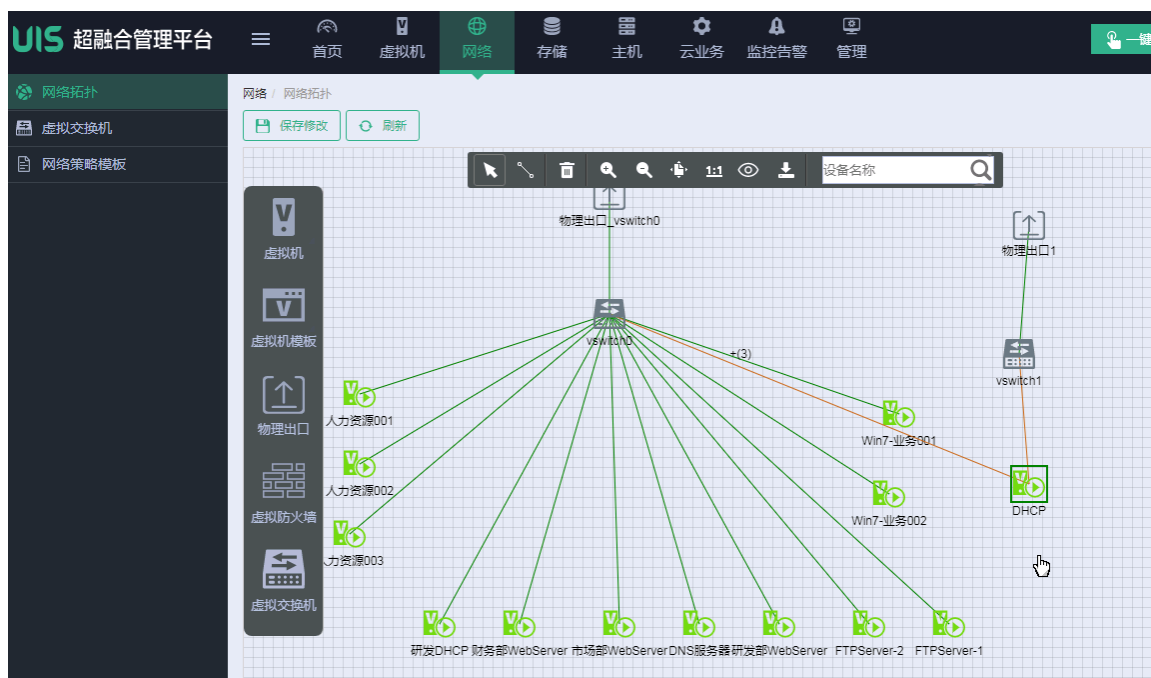 UIS 超融合管理平台
首页 虚拟机 网络 存储 主机 云业务 监控告警 管理
一键
网络拓扑
虚拟交换机
网络策略模板
网络 / 网络拓扑
保存修改 刷新
1:1 设备名称
虚拟机
虚拟机模板
物理出口
虚拟防火墙
虚拟交换机
物理出口_vswitch0
物理出口1
vswitch0
+(3)
vswitch1
人力资源001
Win7-业务001
人力资源002
DHCP
Win7-业务002
人力资源003
研发DHCP 财务部WebServer 市场部WebServer DNS服务器 研发部WebServer FTPServer-2 FTPServer-1